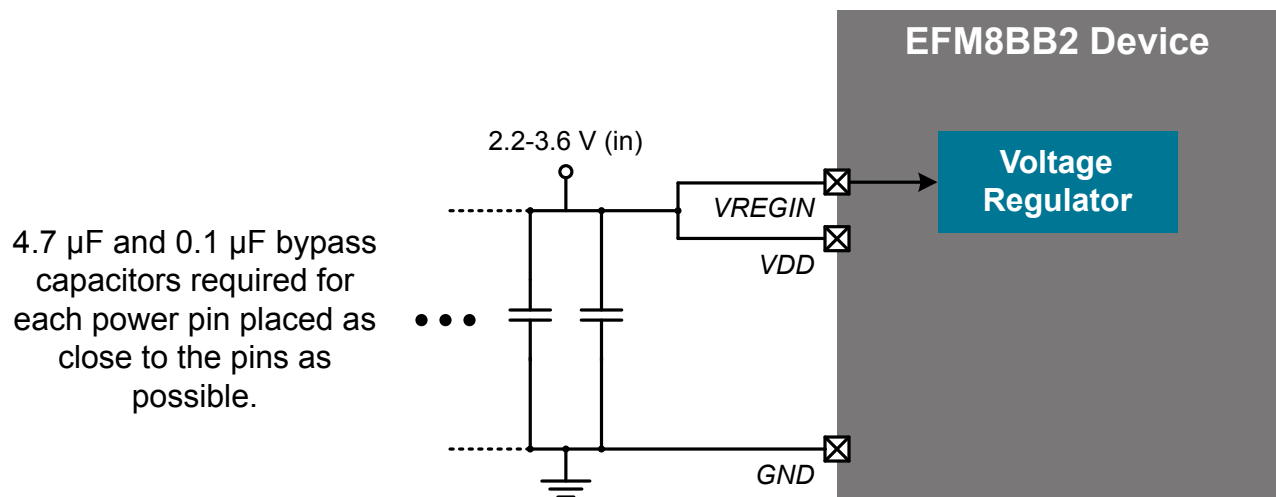 EFM8BB2 Device
2.2-3.6 V (in)
Voltage
Regulator
VREGIN
VDD
4.7 µF and 0.1 µF bypass
capacitors required for
each power pin placed as
close to the pins as
possible.
GND